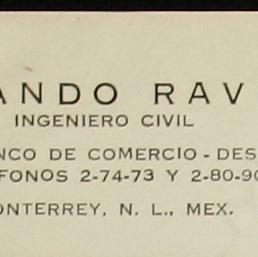 ANDO RAV
INGENIERO CIVIL
NCO DE COMERCIO - DES
FONOS 2-74-73 Y 2-80-90
ONTERREY, N. L., MEX.